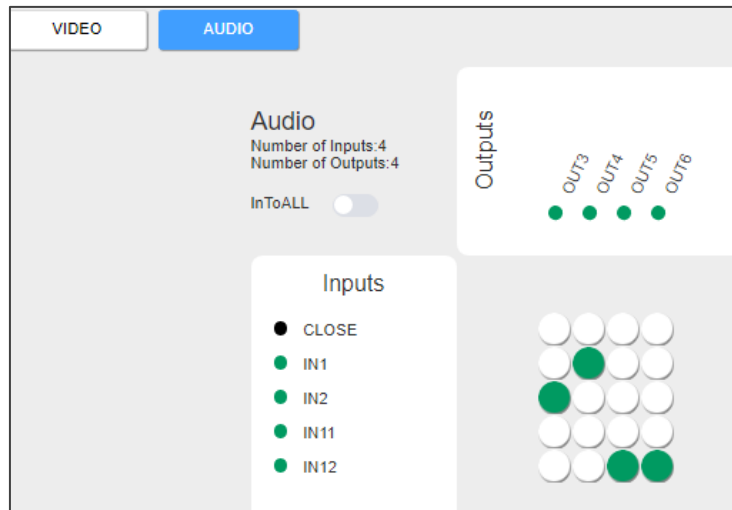 VIDEO
AUDIO
Audio
Number of Inputs:4
Number of Outputs:4
InToALL
Outputs
OUT3
OUT4
OUT5
OUT6
Inputs
CLOSE
IN1
IN2
IN11
IN12